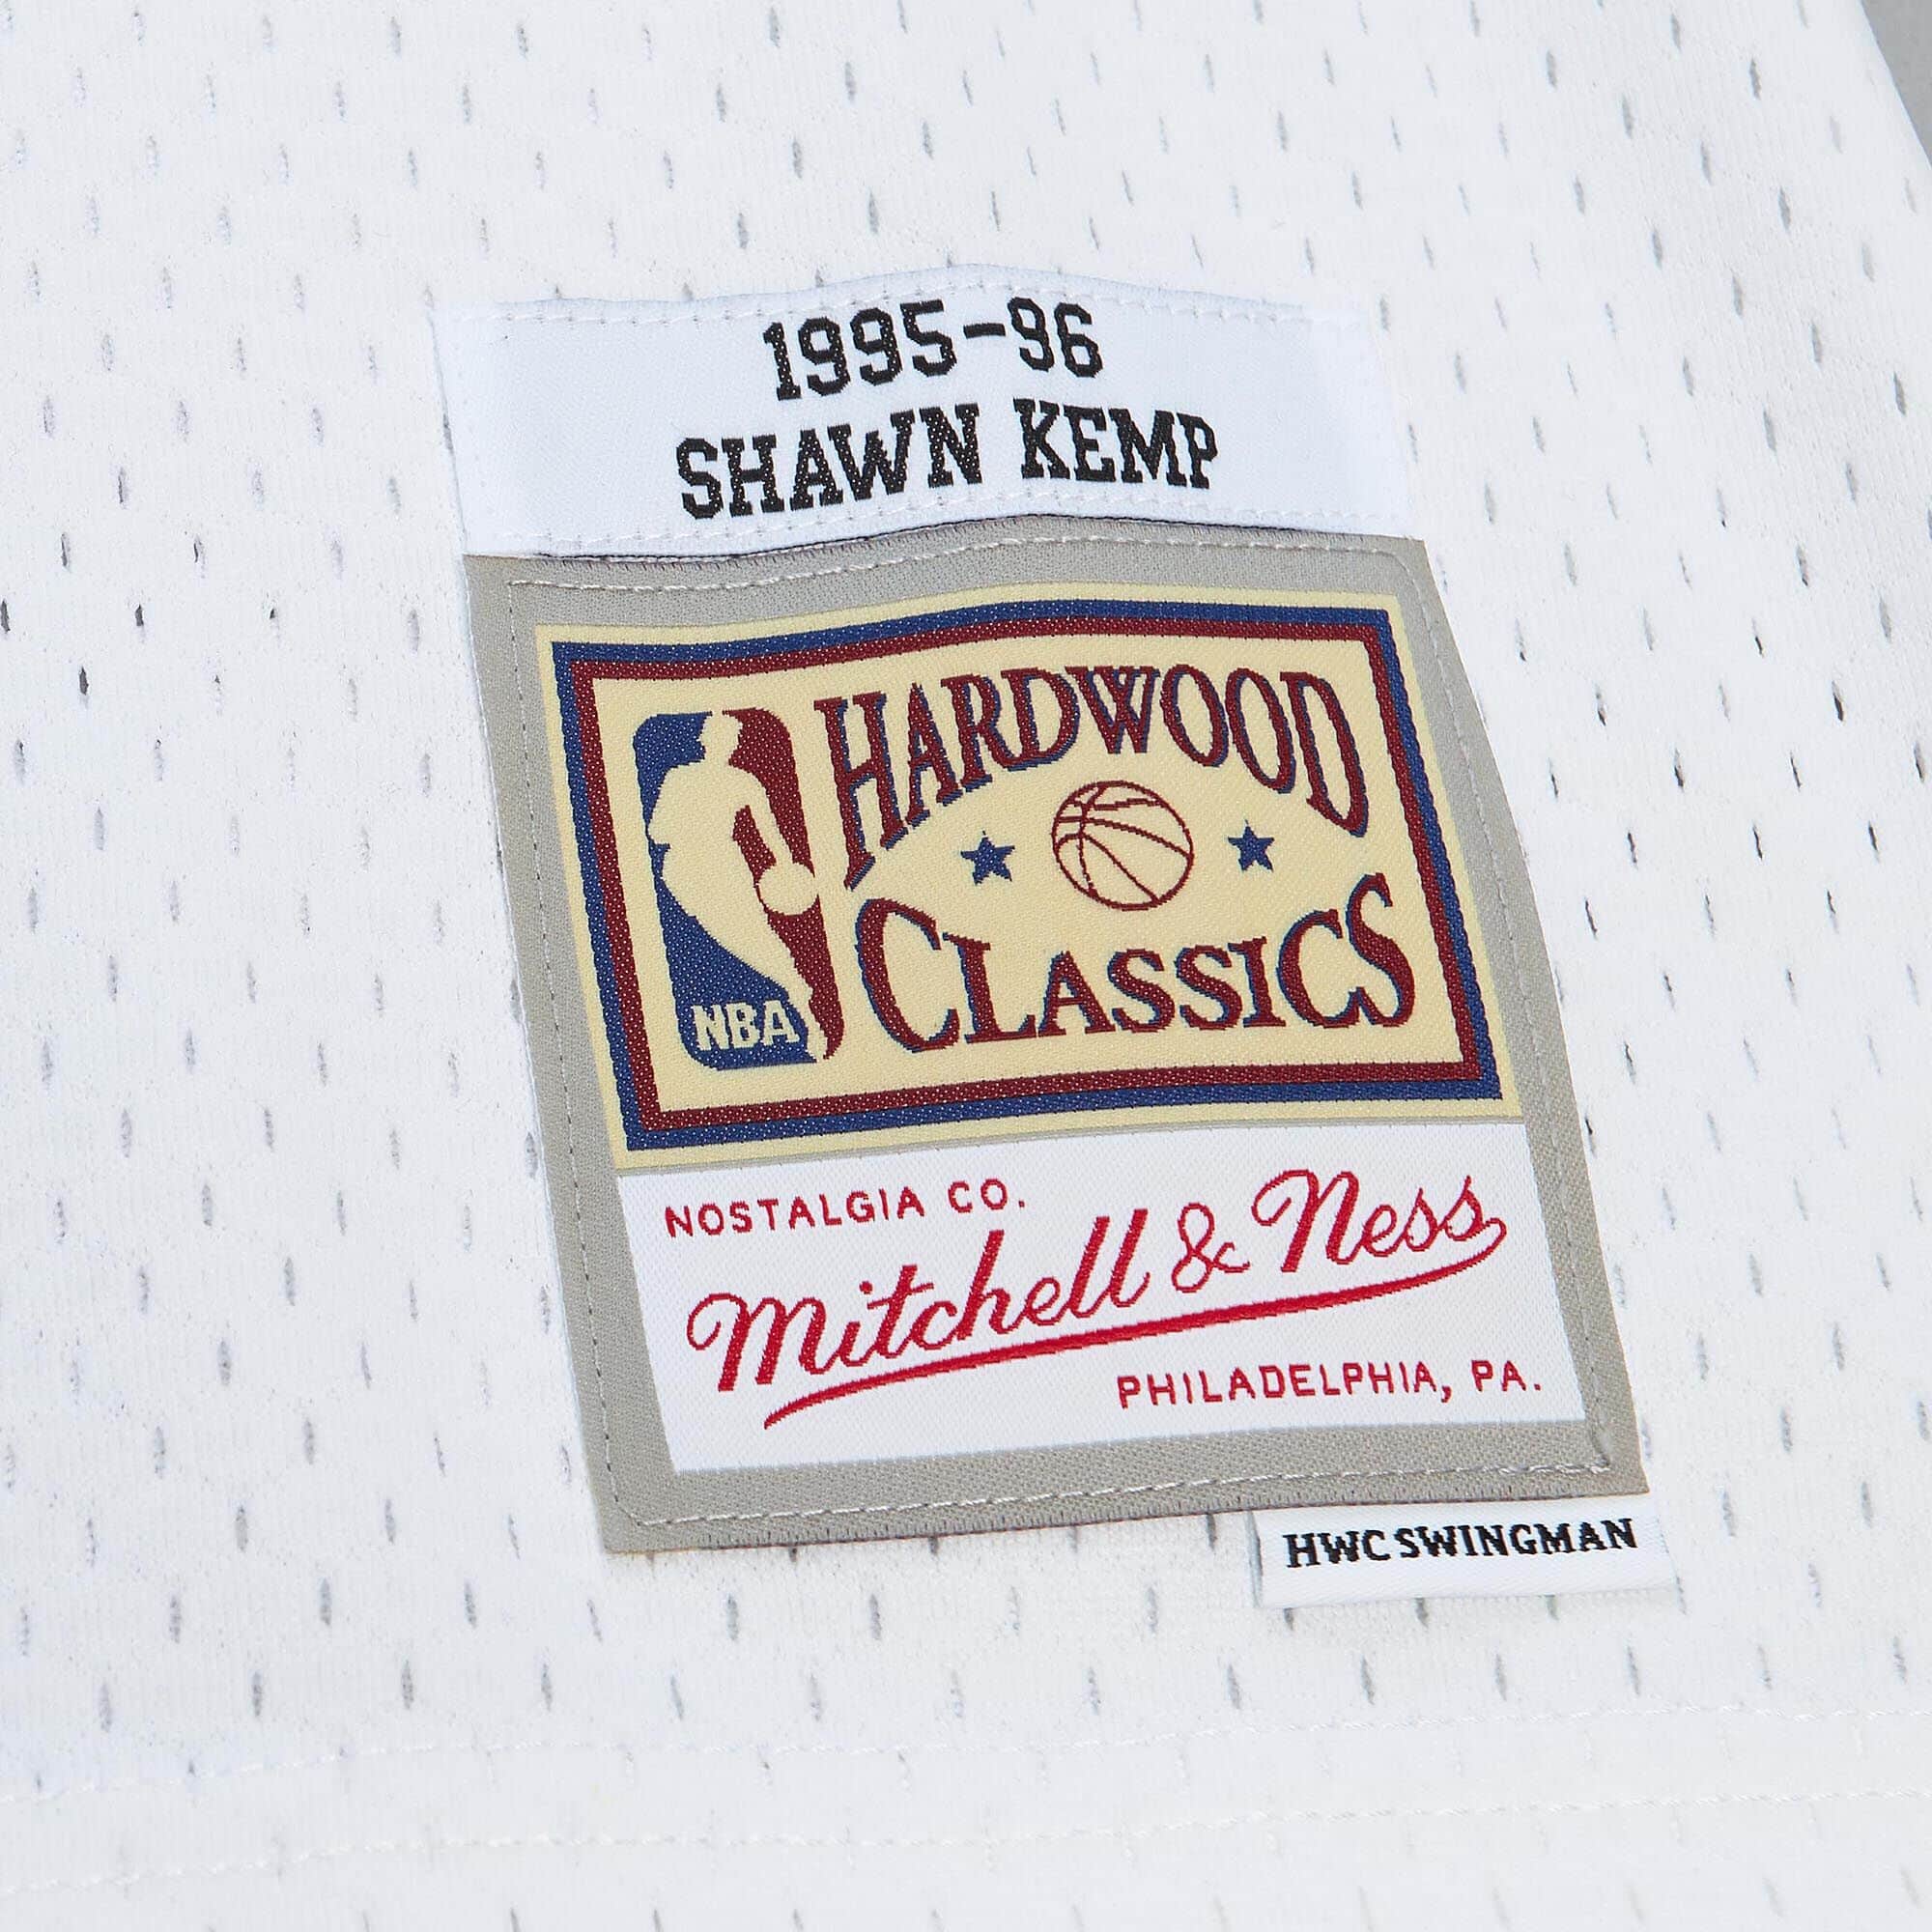 1995-96
SHAWN KEMP
HARDWOOD
CLASSICS
NBA
NOSTALGIA CO.
Mitchell & Ness
PHILADELPHIA, PA.
HWC SWINGMAN